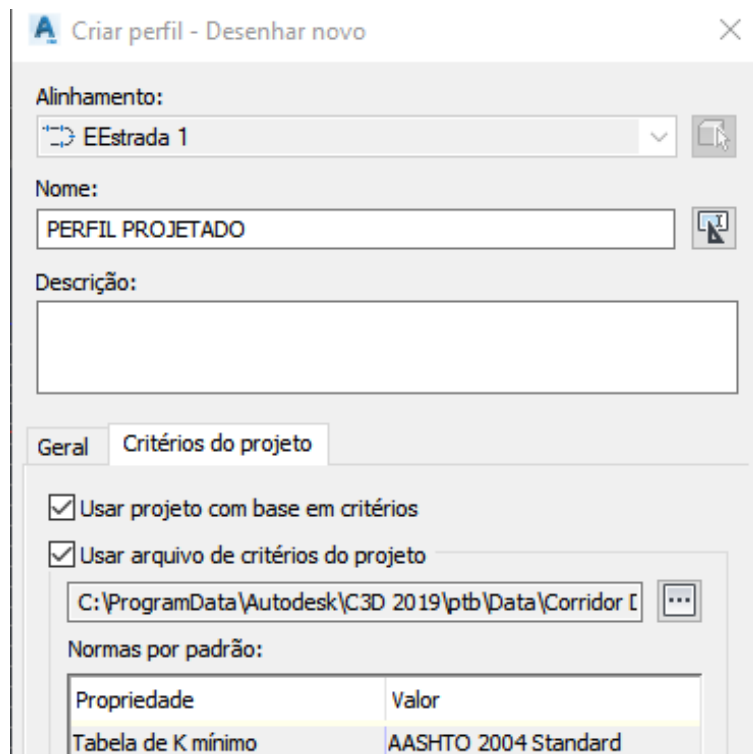 Criar perfil - Desenhar novo
Alinhamento:
EEstrada 1
Nome:
PERFIL PROJETADO
Descrição:
Geral Critérios do projeto
Usar projeto com base em critérios
Usar arquivo de critérios do projeto
C:\ProgramData\Autodesk\C3D 2019\ptb\Data\Corridor
Normas por padrão:
Propriedade Valor
Tabela de K mínimo AASHTO 2004 Standard